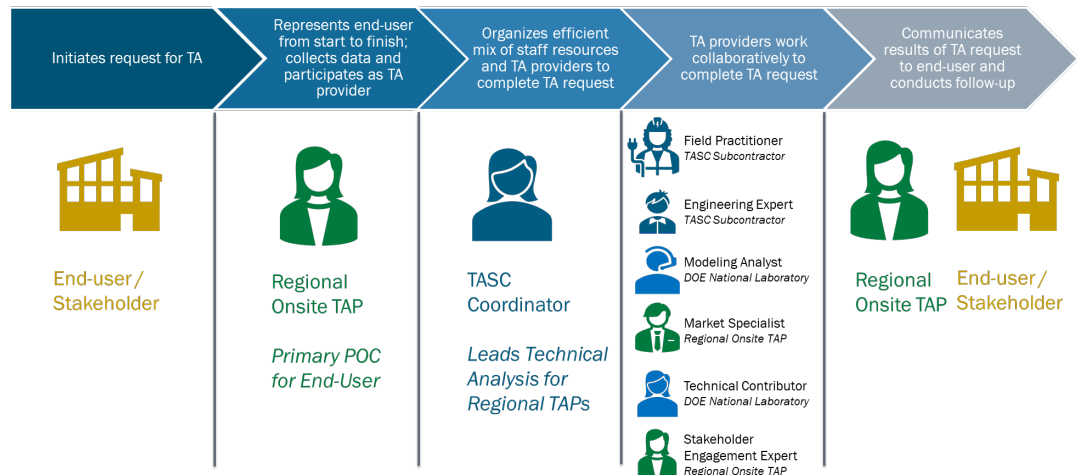 Initiates request for TA
Represents end-user
from start to finish;
collects data and
participates as TA
provider
Organizes efficient
mix of staff resources
and TA providers to
complete TA request
TA providers work
collaboratively to
complete TA request
Communicates
results of TA request
to end-user and
conducts follow-up
End-user/
Stakeholder
Regional
Onsite TAP
Primary POC
for End-User
TASC
Coordinator
Leads Technical
Analysis for
Regional TAPs
Field Practitioner
TASC Subcontractor
Engineering Expert
TASC Subcontractor
Modeling Analyst
DOE National Laboratory
Market Specialist
Regional Onsite TAP
Technical Contributor
DOE National Laboratory
Stakeholder
Engagement Expert
Regional Onsite TAP
Regional
Onsite TAP
End-user/
Stakeholder